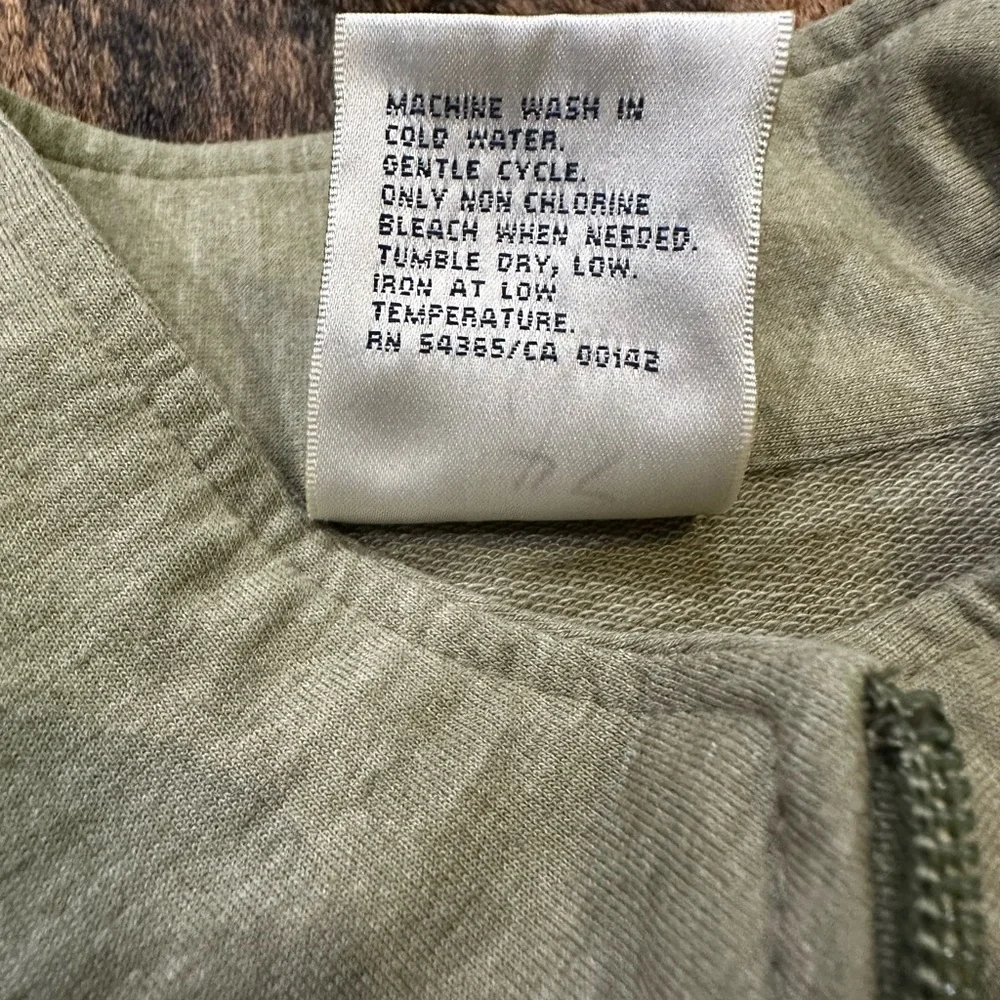 MACHINE WASH IN
COLD WATER.
GENTLE CYCLE.
ONLY NON CHLORINE
BLEACH WHEN NEEDED.
TUMBLE DRY, LOW.
IRON AT LOW
TEMPERATURE.
RN 54365/CA 00142